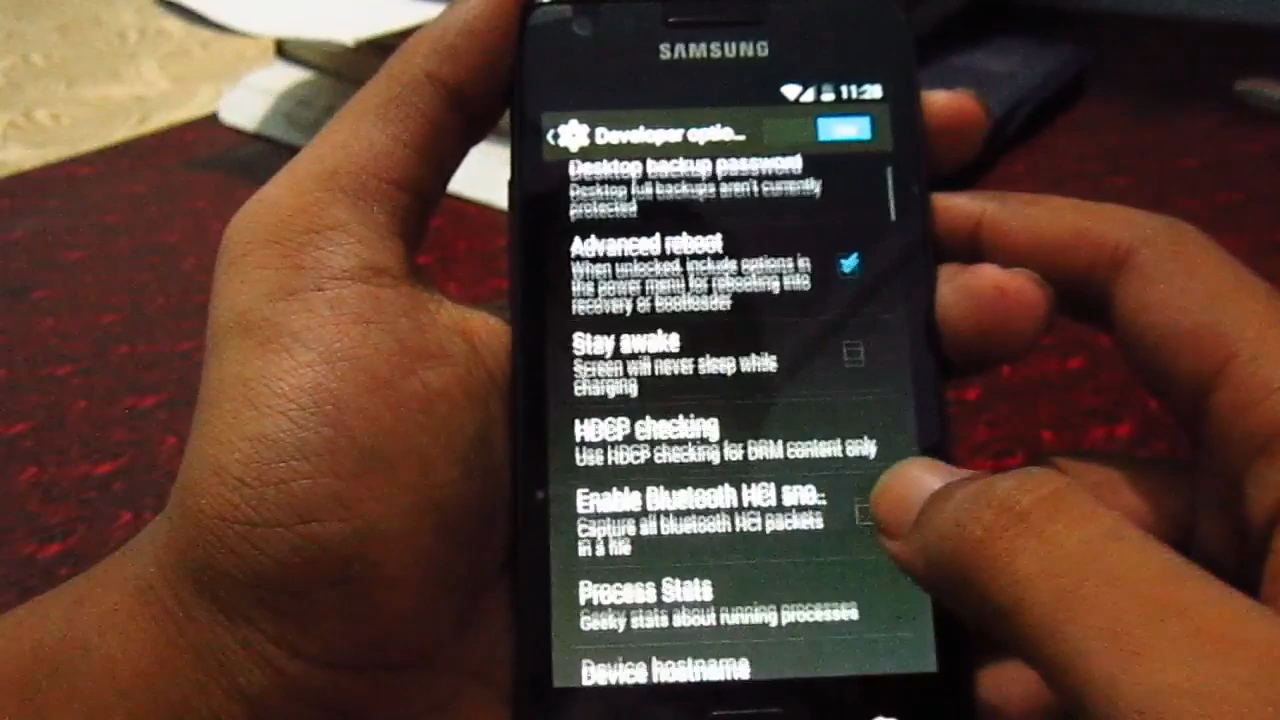 SAMSUNG
11:28
Developer optio...
Desktop backup password
Desktop full backups aren't currently
protected
Advanced reboot
When unlocked, include options in
the power menu for rebooting into
recovery or bootloader
Stay awake
Screen will never sleep while
charging
HDCP checking
Use HDCP checking for DRM content only
Enable Bluetooth HCI sno..
Capture all bluetooth HCI packets
in a file
Process Stats
Geeky stats about running processes
Device hostname